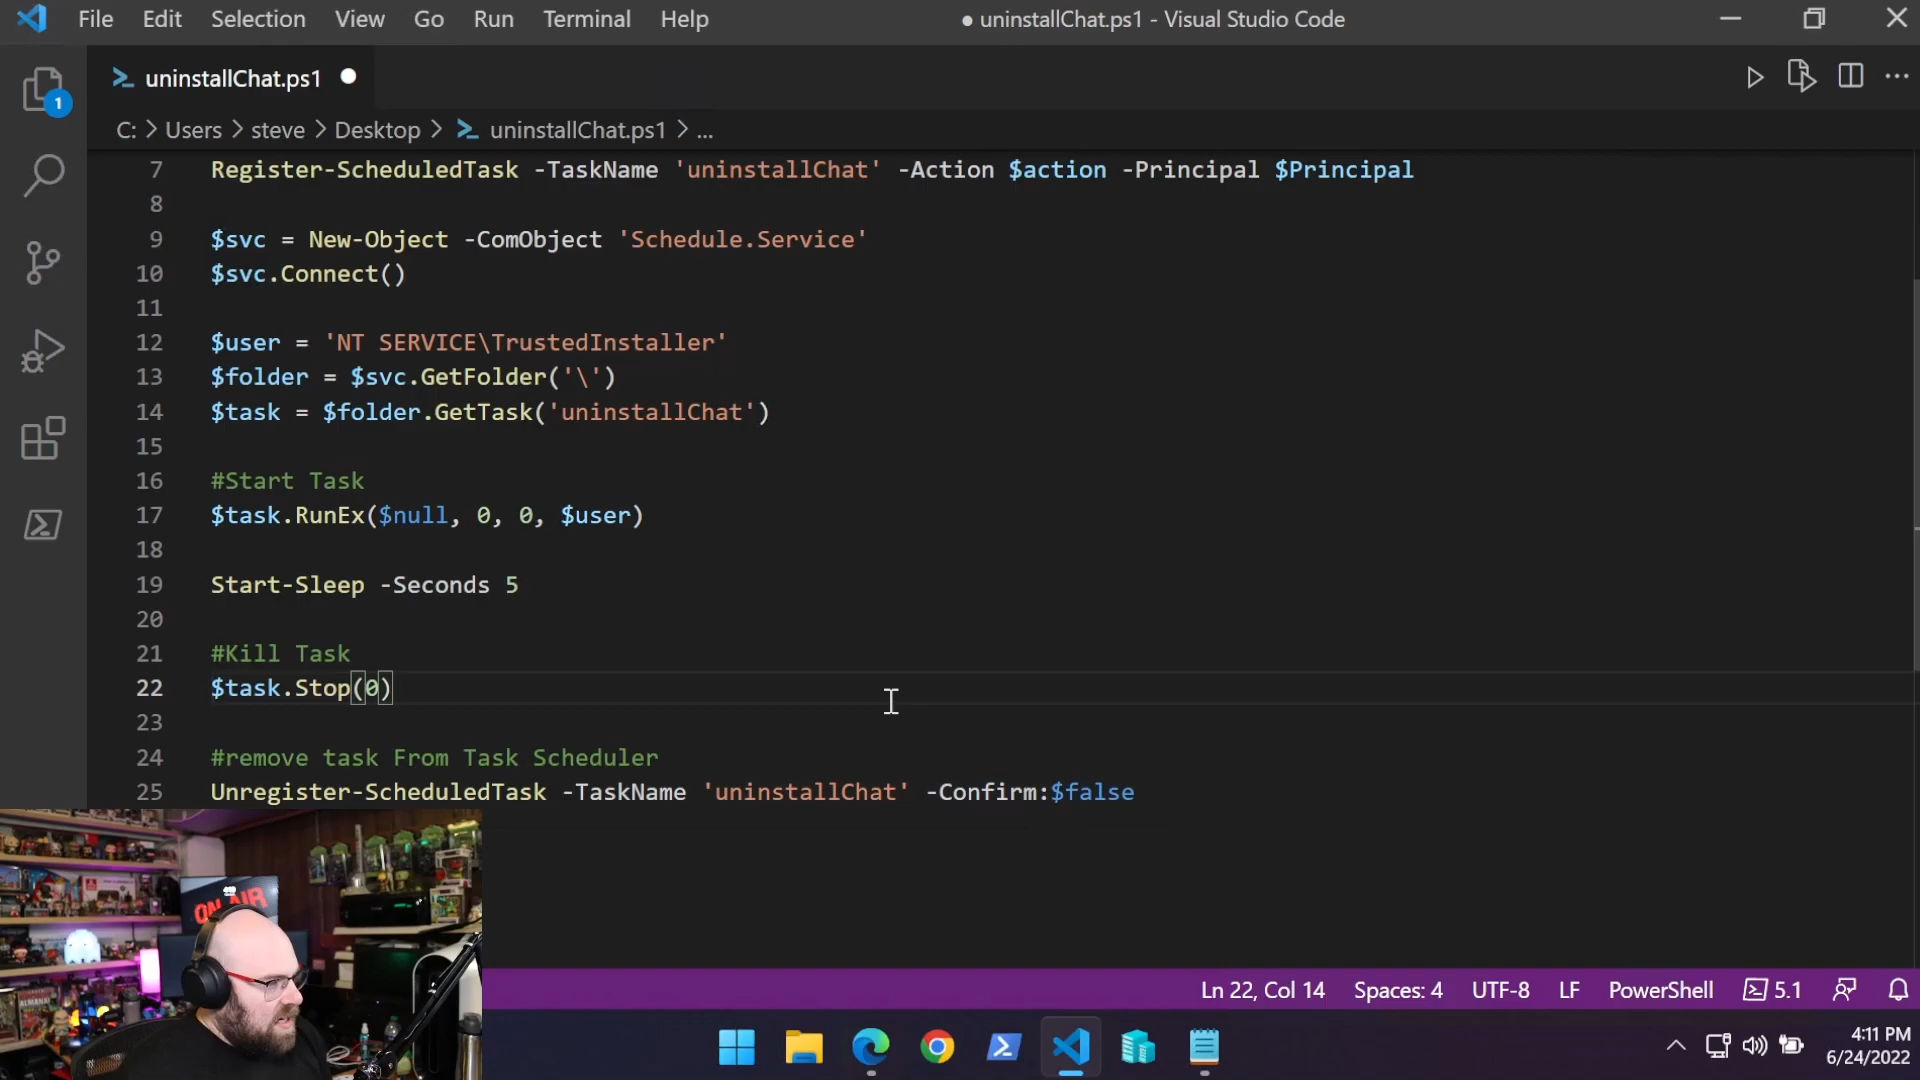 File Edit Selection View Go Run Terminal Help
● uninstallChat.ps1 - Visual Studio Code
uninstallChat.ps1
1
C: > Users > steve > Desktop > uninstallChat.ps1 > ...
7 Register-ScheduledTask -TaskName 'uninstallChat' -Action $action -Principal $Principal
8
9 $svc = New-Object -ComObject 'Schedule.Service'
10 $svc.Connect()
11
12 $user = 'NT SERVICE\TrustedInstaller'
13 $folder = $svc.GetFolder('\')
14 $task = $folder.GetTask('uninstallChat')
15
16 #Start Task
17 $task.RunEx($null, 0, 0, $user)
18
19 Start-Sleep -Seconds 5
20
21 #Kill Task
22 $task.Stop(0)
23
24 #remove task From Task Scheduler
25 Unregister-ScheduledTask -TaskName 'uninstallChat' -Confirm:$false
ON AIR
Ln 22, Col 14 Spaces: 4 UTF-8 LF PowerShell 5.1
4:11 PM
6/24/2022